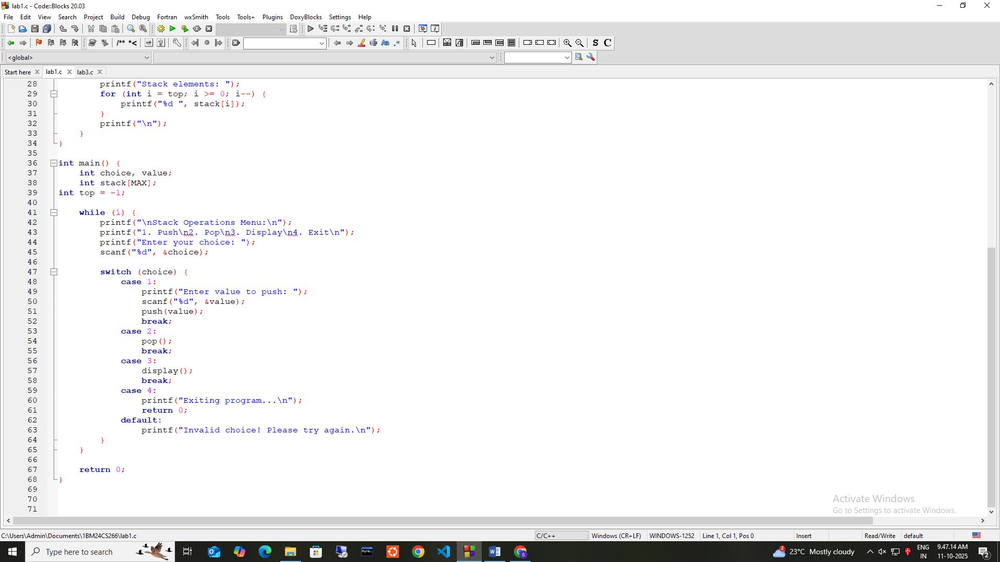 lab1.c - Code::Blocks 20.03
File Edit View Search Project Build Debug Fortran wxSmith Tools Tools+ Plugins DoxyBlocks Settings Help
/** *<
Aa .* S C
<global>
Start here lab1.c lab3.c
28 printf("Stack elements: ");
29 for (int i = top; i >= 0; i--) {
30 printf("%d ", stack[i]);
31 }
32 printf("\n");
33 }
34 }
35
36 int main() {
37 int choice, value;
38 int stack[MAX];
39 int top = -1;
40
41 while (1) {
42 printf("\nStack Operations Menu:\n");
43 printf("1. Push\n2. Pop\n3. Display\n4. Exit\n");
44 printf("Enter your choice: ");
45 scanf("%d", &choice);
46
47 switch (choice) {
48 case 1:
49 printf("Enter value to push: ");
50 scanf("%d", &value);
51 push(value);
52 break;
53 case 2:
54 pop();
55 break;
56 case 3:
57 display();
58 break;
59 case 4:
60 printf("Exiting program...\n");
61 return 0;
62 default:
63 printf("Invalid choice! Please try again.\n");
64 }
65 }
66
67 return 0;
68 }
69
70
71
Activate Windows
Go to Settings to activate Windows.
C:\Users\Admin\Documents\1BM24CS266\lab1.c C/C++ Windows (CR+LF) WINDOWS-1252 Line 1, Col 1, Pos 0 Insert Read/Write default
Type here to search 2 23°C Mostly cloudy ENG IN 9.47.14 AM 11-10-2025 2